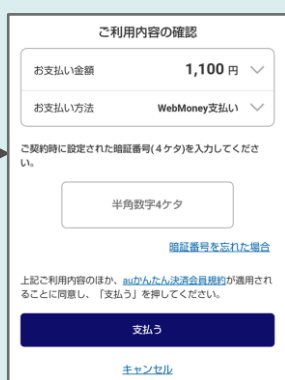 ご利用内容の確認
お支払い金額 1,100 円
お支払い方法 WebMoney支払い
ご契約時に設定された暗証番号(４ケタ)を入力してくださ
い。
半角数字4ケタ
暗証番号を忘れた場合
上記ご利用内容のほか、auかんたん決済会員規約が適用され
ることに同意し、「支払う」を押してください。
支払う
キャンセル